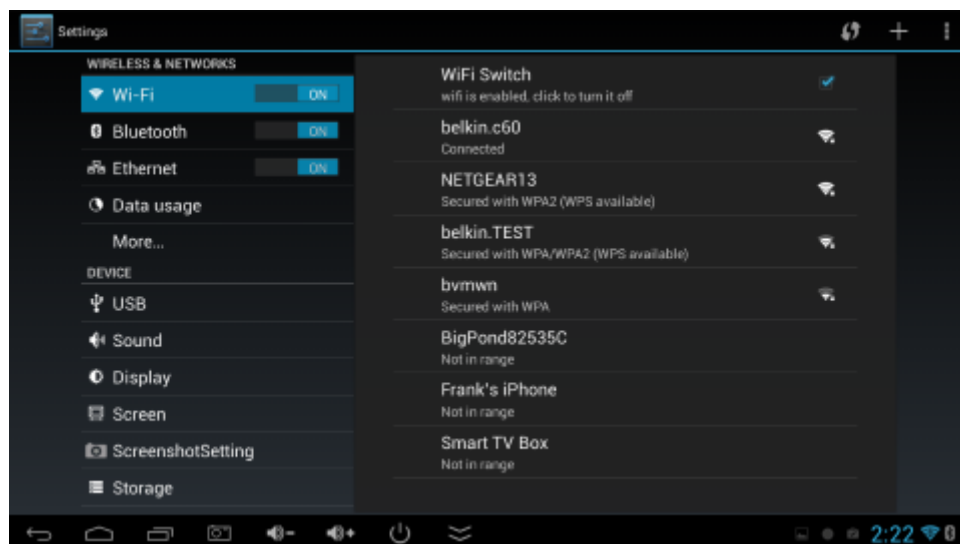 Settings
WIRELESS & NETWORKS
Wi-Fi ON
Bluetooth ON
Ethernet ON
Data usage
More...
DEVICE
USB
Sound
Display
Screen
ScreenshotSetting
Storage
WiFi Switch
wifi is enabled, click to turn it off
belkin.c60
Connected
NETGEAR13
Secured with WPA2 (WPS available)
belkin.TEST
Secured with WPA/WPA2 (WPS available)
bvmwn
Secured with WPA
BigPond82535C
Not in range
Frank's iPhone
Not in range
Smart TV Box
Not in range
2:22